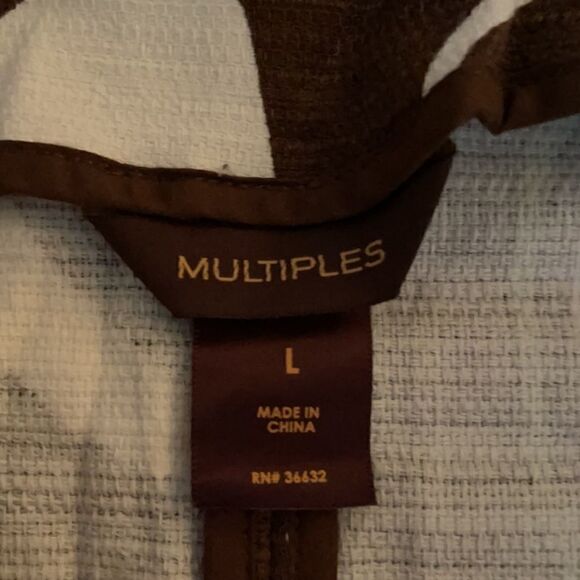 MULTIPLES
L
MADE IN
CHINA
RN# 36632